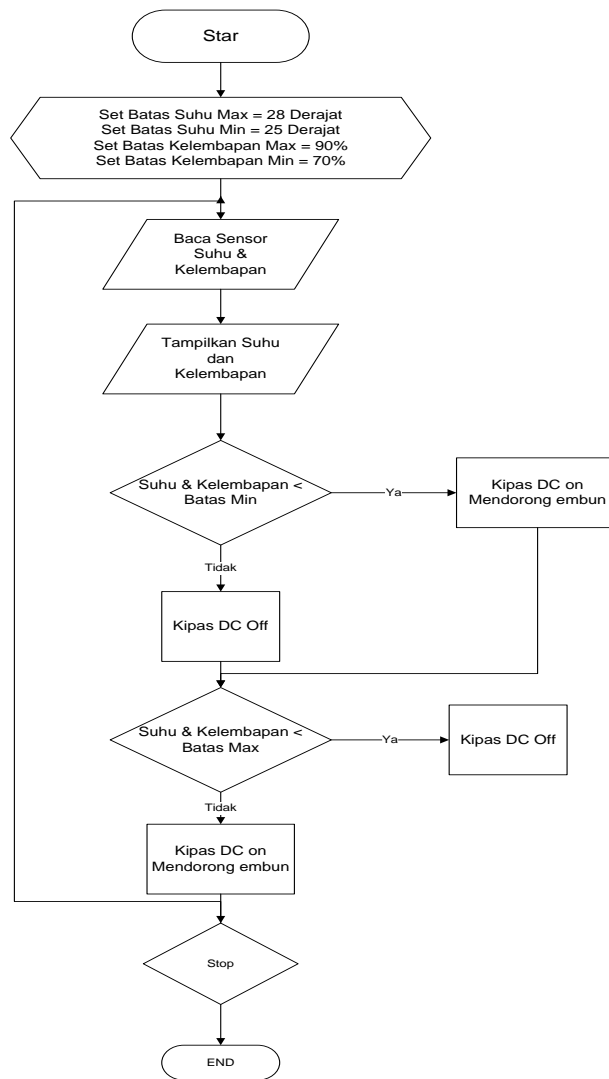 Star
Set Batas Suhu Max = 28 Derajat
Set Batas Suhu Min = 25 Derajat
Set Batas Kelembapan Max = 90%
Set Batas Kelembapan Min = 70%
Baca Sensor
Suhu &
Kelembapan
Tampilkan Suhu
dan
Kelembapan
Suhu & Kelembapan <
Batas Min
Ya
Kipas DC on
Mendorong embun
Tidak
Kipas DC Off
Suhu & Kelembapan <
Batas Max
Ya
Kipas DC Off
Tidak
Kipas DC on
Mendorong embun
Stop
END